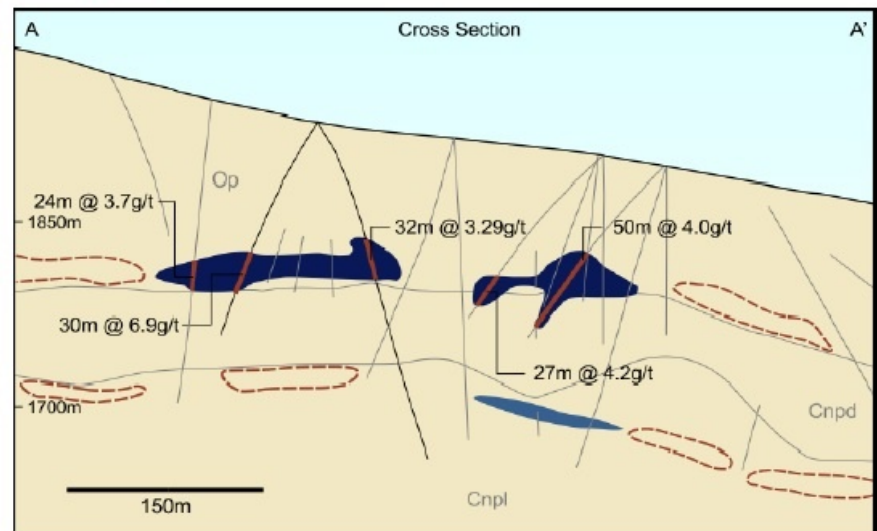 A
Cross Section
A'
Op
24m @ 3.7g/t
1850m
32m @ 3.29g/t
50m @ 4.0g/t
30m @ 6.9g/t
27m @ 4.2g/t
1700m
Cnpd
150m
Cnpl